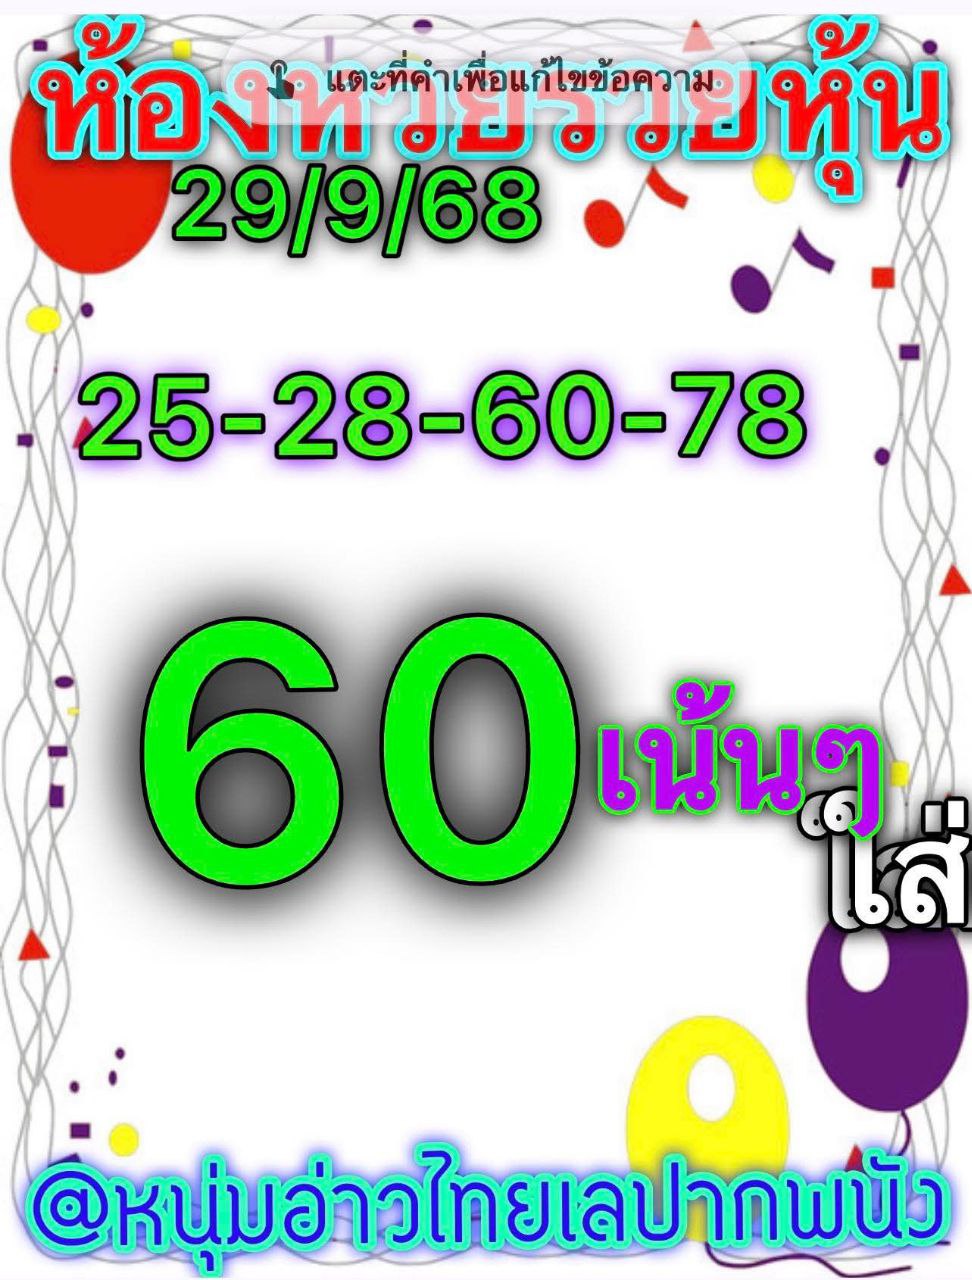 ห้องหวยรวยหุ้น
แตะที่คำเพื่อแก้ไขข้อความ
29/9/68
25-28-60-78
60 เน้นๆ
ใส่
@หนุ่มอ่าวไทยเลปากพนัง